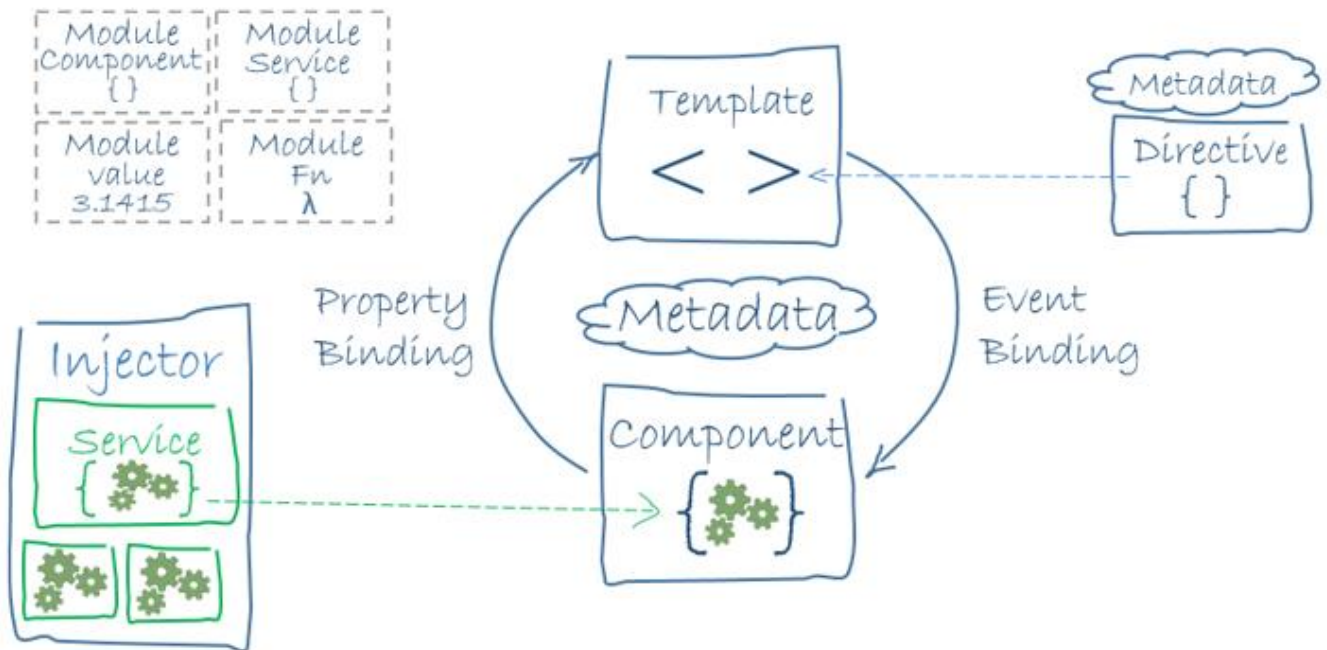 Module
Component
{ }
Module
Service
{ }
Module
value
3.1415
Module
Fn
λ
Template
< >
Metadata
Directive
{ }
Property
Binding
Metadata
Event
Binding
Injector
Service
{ }
Component
{ }